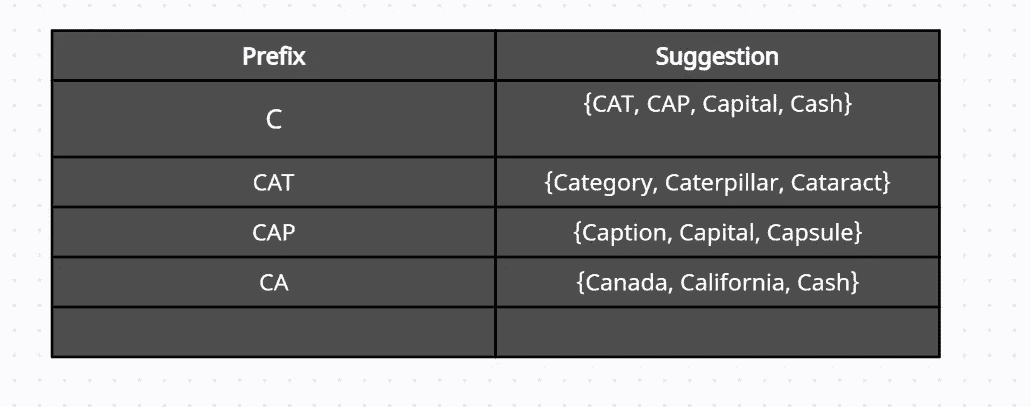 Prefix Suggestion
C {CAT, CAP, Capital, Cash}
CAT {Category, Caterpillar, Cataract}
CAP {Caption, Capital, Capsule}
CA {Canada, California, Cash}